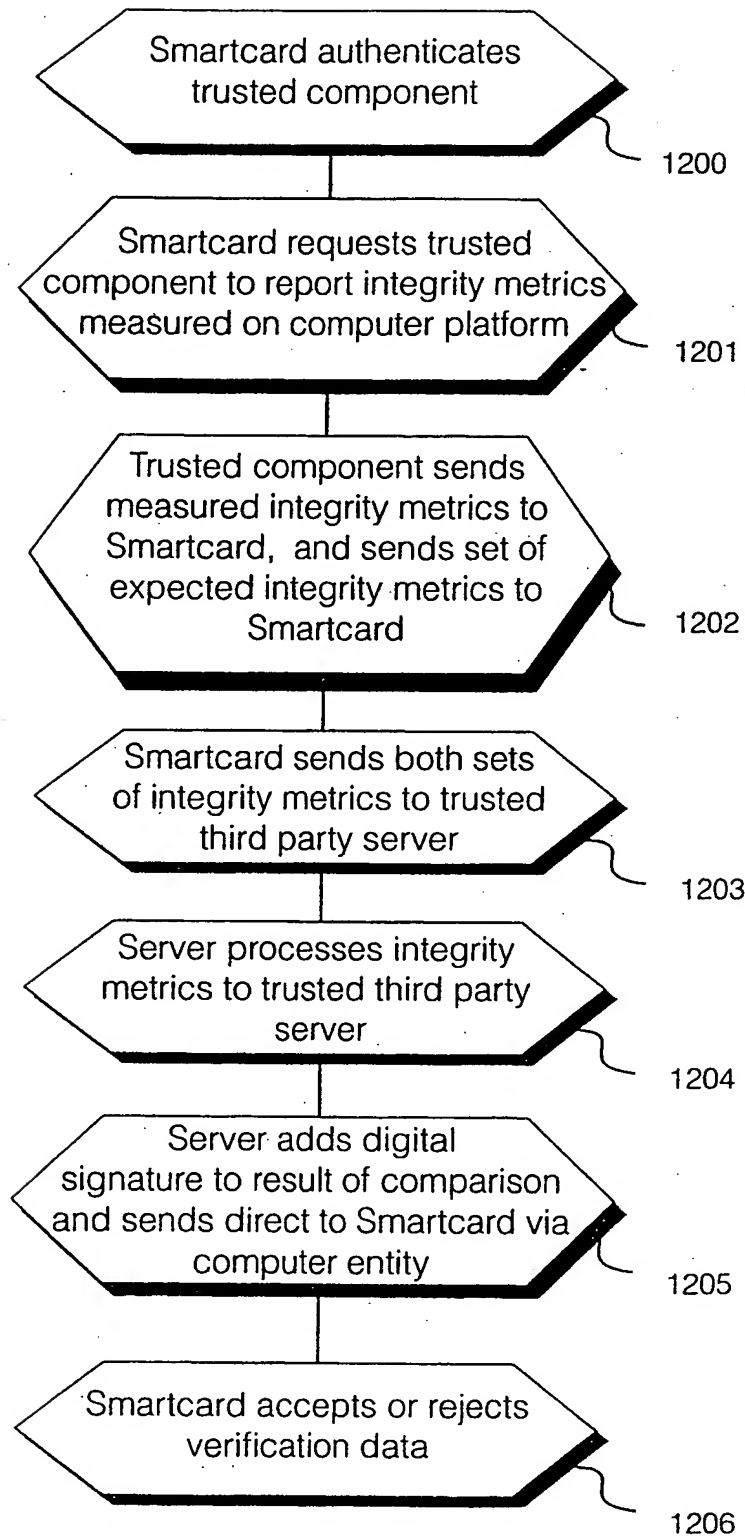 Smartcard authenticates
trusted component
1200
Smartcard requests trusted
component to report integrity metrics
measured on computer platform
1201
Trusted component sends
measured integrity metrics to
Smartcard, and sends set of
expected integrity metrics to
Smartcard
1202
Smartcard sends both sets
of integrity metrics to trusted
third party server
1203
Server processes integrity
metrics to trusted third party
server
1204
Server adds digital
signature to result of comparison
and sends direct to Smartcard via
computer entity
1205
Smartcard accepts or rejects
verification data
1206